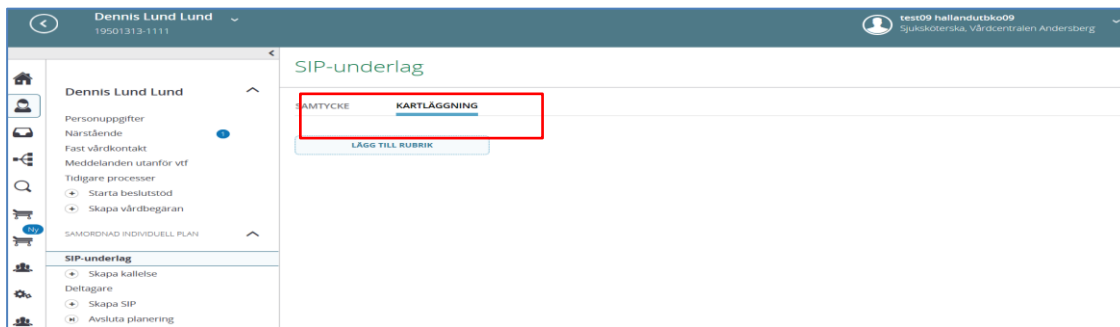 Dennis Lund Lund
19501313-1111
test09 hallandutbko09
Sjuksköterska, Vårdcentralen Andersberg
SIP-underlag
SAMTYCKE KARTLÄGGNING
LÄGG TILL RUBRIK
Dennis Lund Lund
Personuppgifter
Närstående 1
Fast vårdkontakt
Meddelanden utanför vtf
Tidigare processer
Starta beslutstöd
Skapa vårdbegäran
Ny
SAMORDNAD INDIVIDUELL PLAN
SIP-underlag
Skapa kallelse
Deltagare
Skapa SIP
Avsluta planering